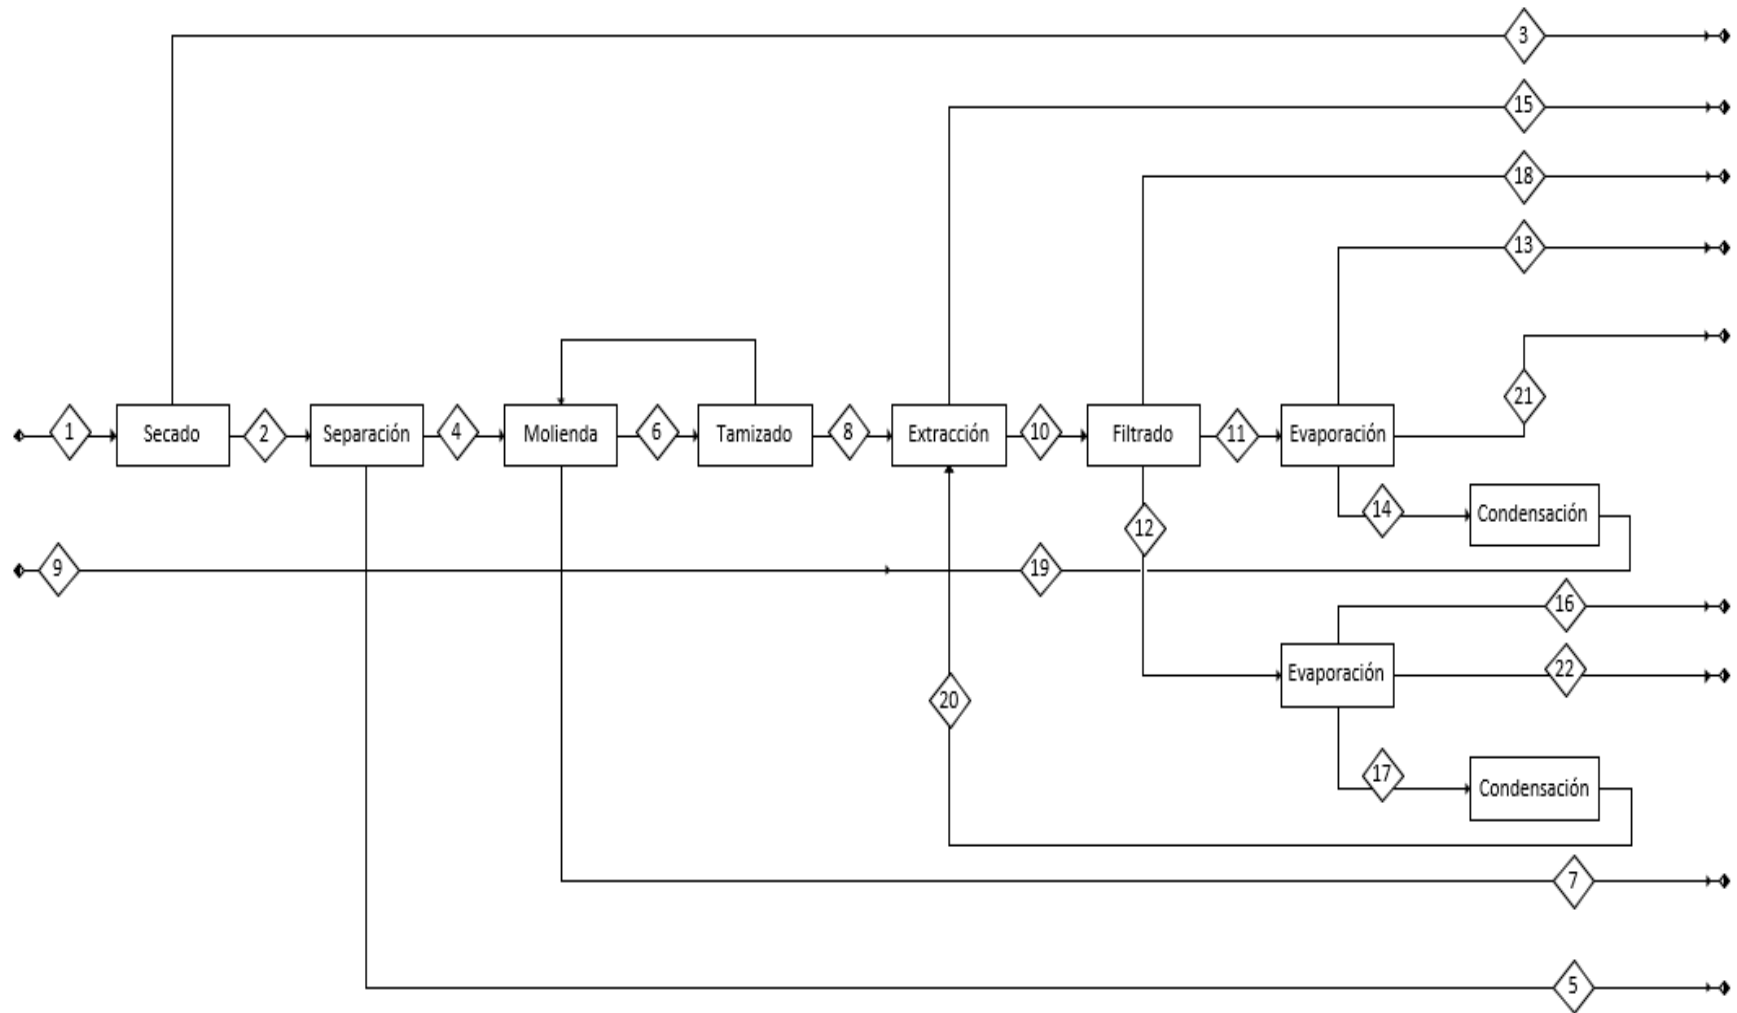 3
15
18
13
21
1
Secado
2
Separación
4
Molienda
6
Tamizado
8
Extracción
10
Filtrado
11
Evaporación
14
Condensación
12
9
19
16
Evaporación
22
20
17
Condensación
7
5